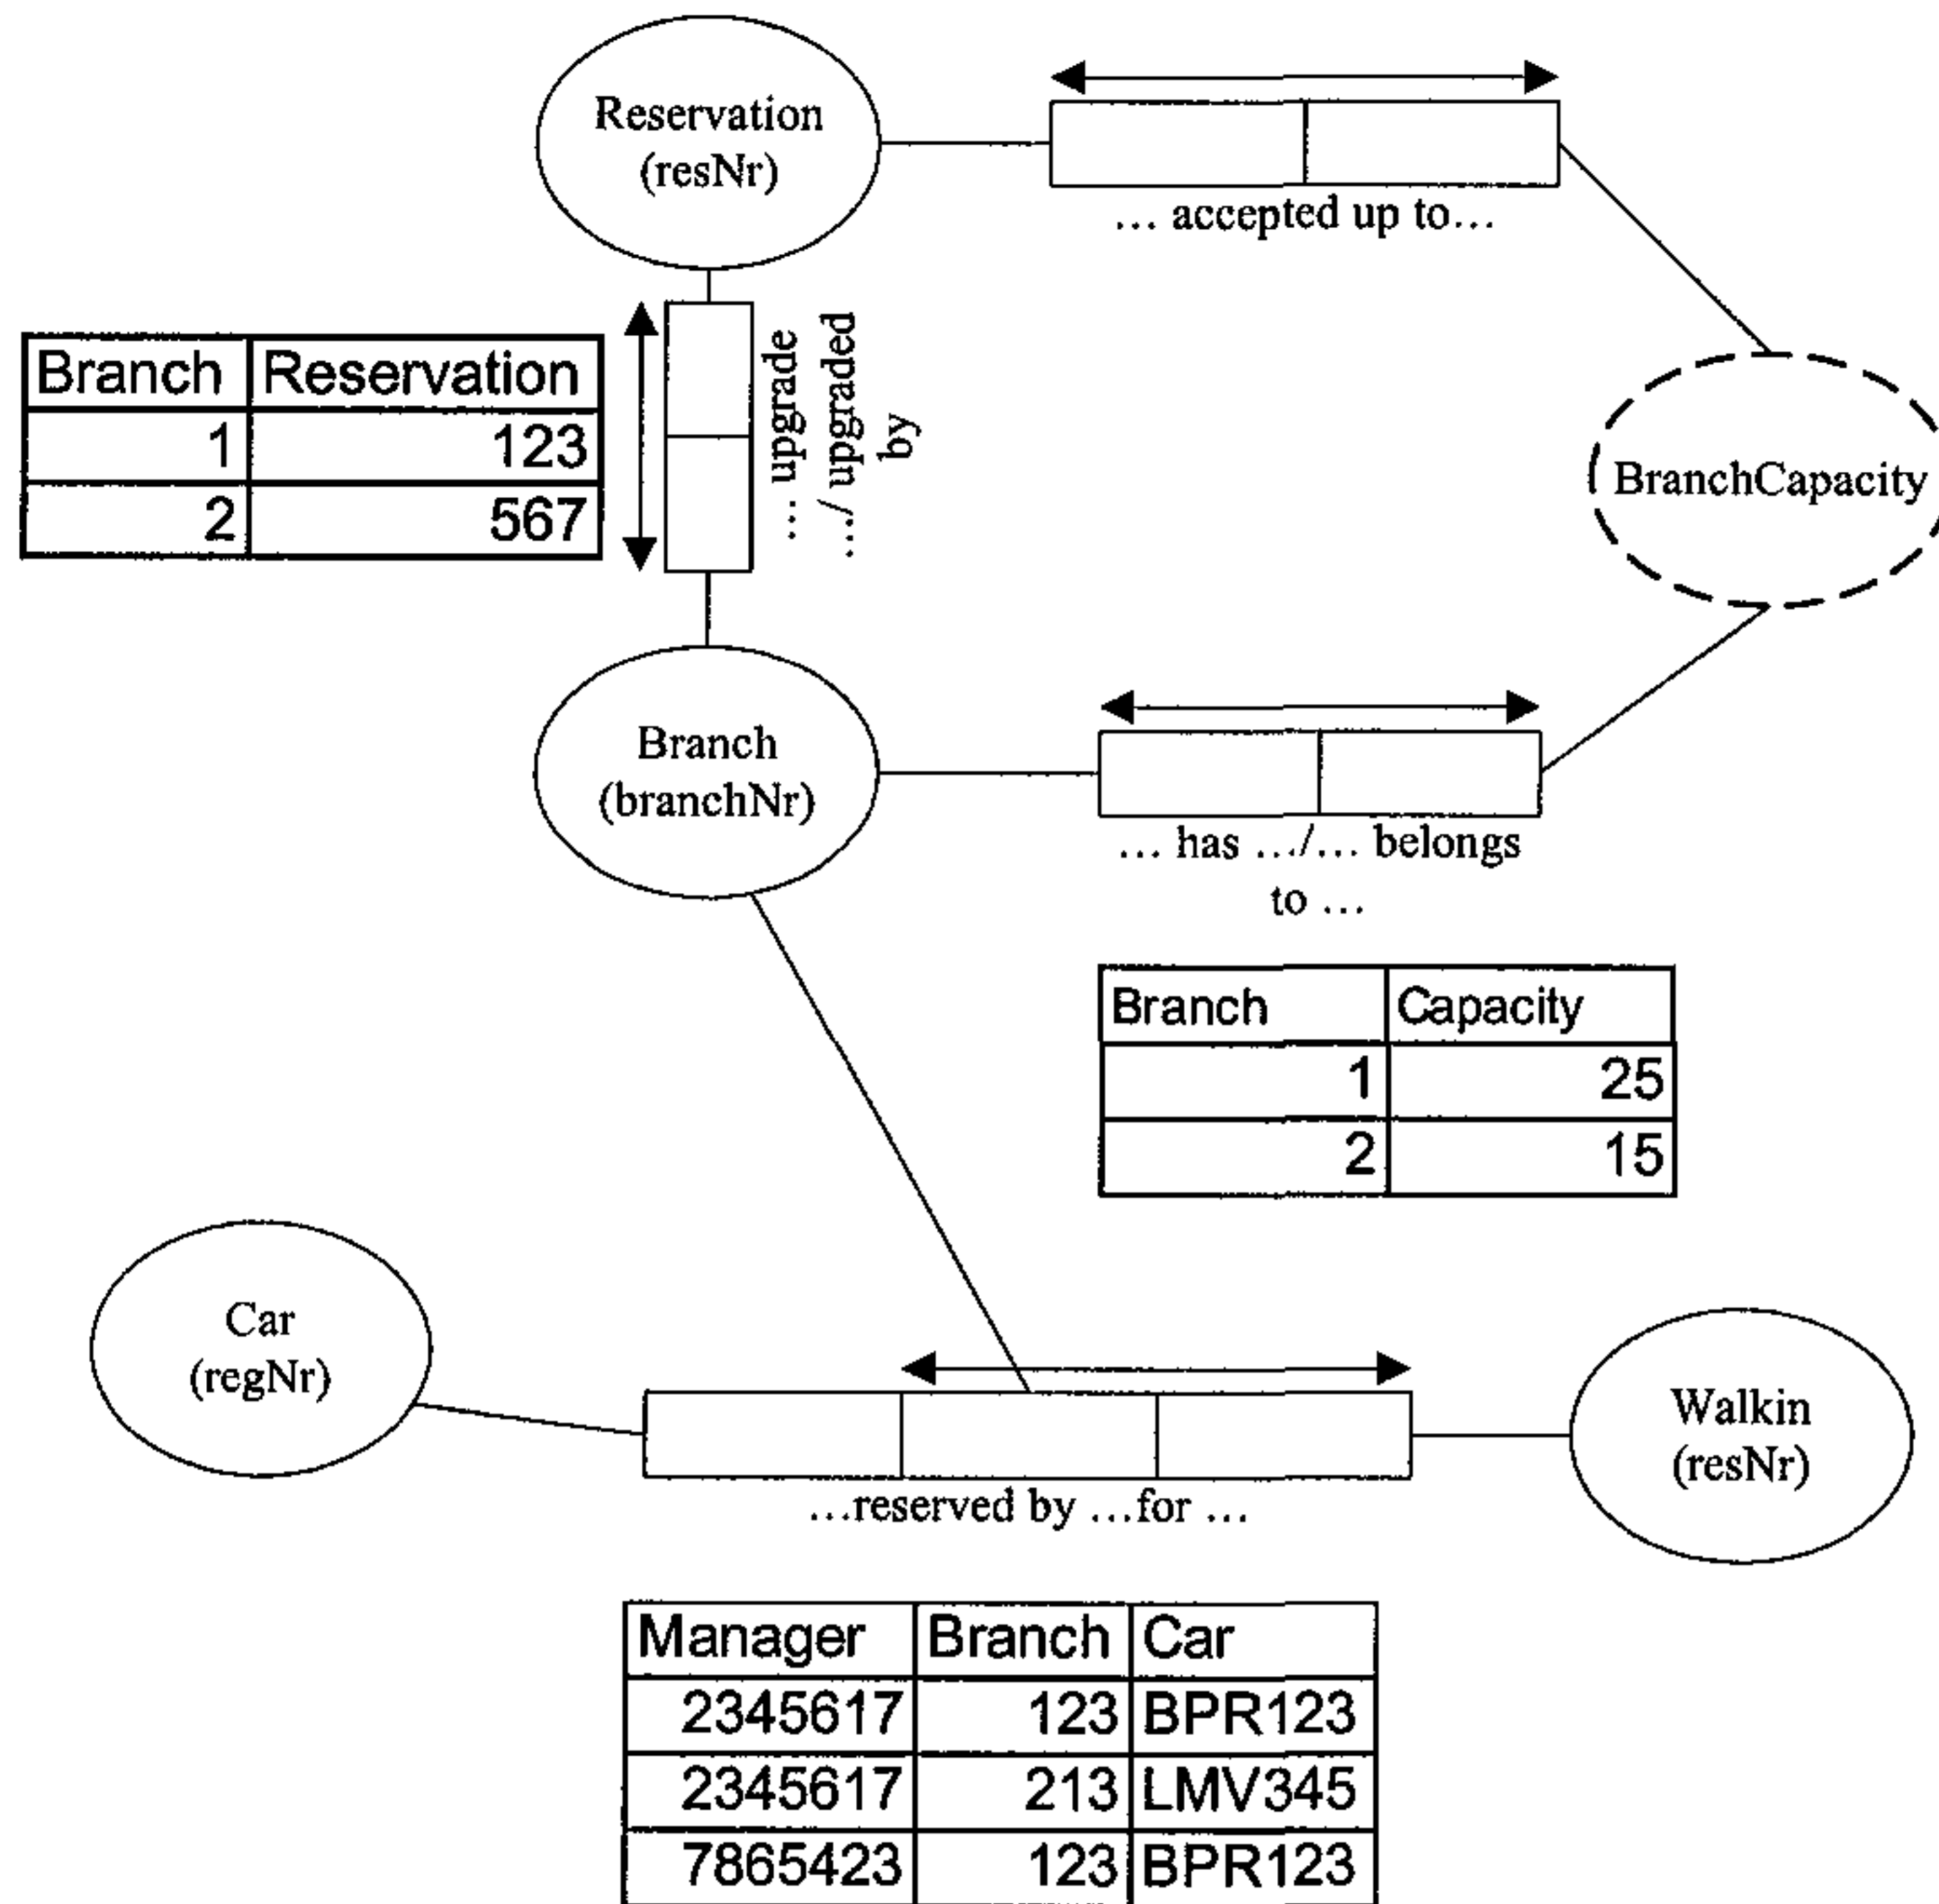 Reservation
(resNr)
... accepted up to...
Branch Reservation
1 123
2 567
... upgrade
.../ upgraded
by
BranchCapacity
Branch
(branchNr)
... has .../... belongs
to ...
Branch Capacity
1 25
2 15
Car
(regNr)
Walkin
(resNr)
...reserved by ...for ...
Manager Branch Car
2345617 123 BPR123
2345617 213 LMV345
7865423 123 BPR123